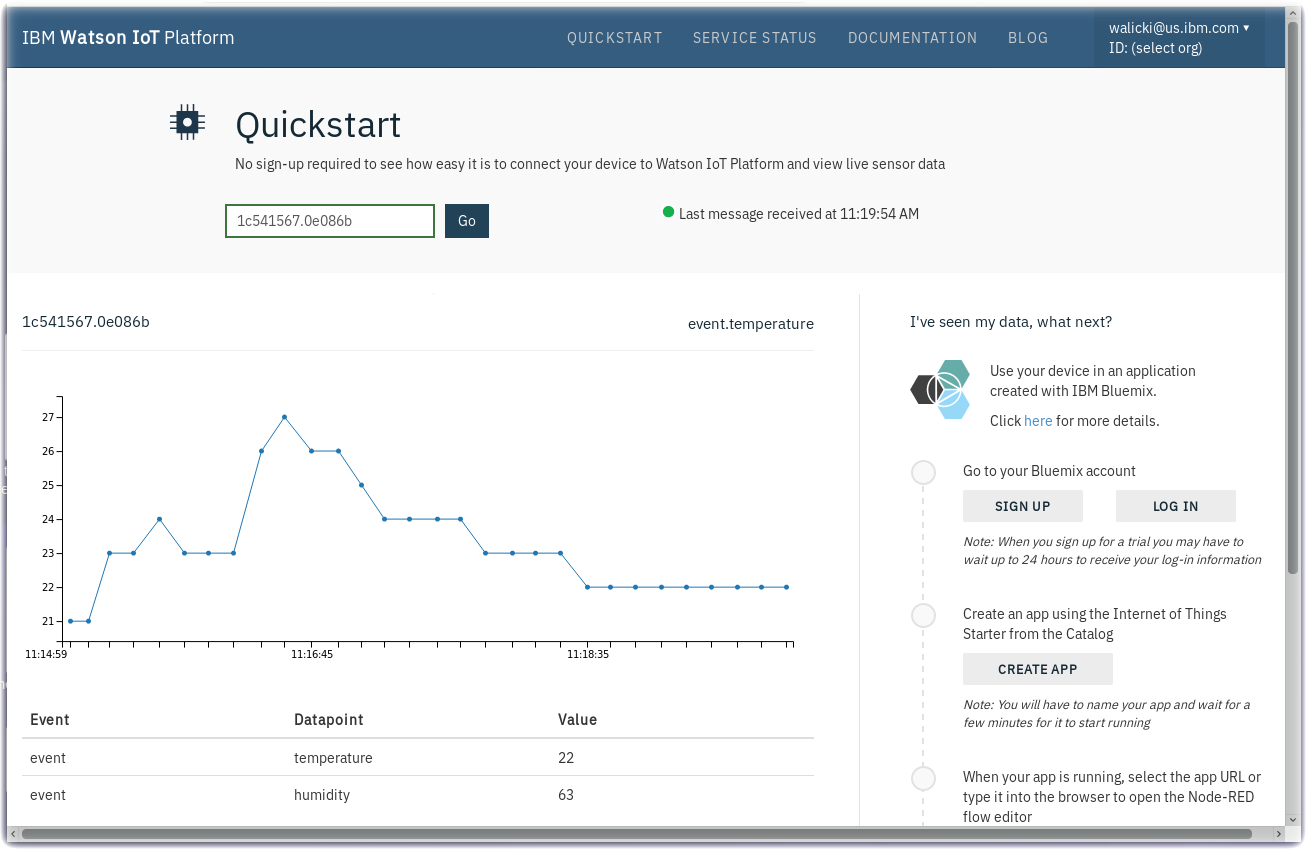 IBM Watson IoT Platform
QUICKSTART SERVICE STATUS DOCUMENTATION BLOG
walicki@us.ibm.com ▾
ID: (select org)
Quickstart
No sign-up required to see how easy it is to connect your device to Watson IoT Platform and view live sensor data
1c541567.0e086b
Go
Last message received at 11:19:54 AM
1c541567.0e086b
event.temperature
27
26
25
24
23
22
21
11:14:59 11:16:45 11:18:35
Event Datapoint Value
event temperature 22
event humidity 63
I've seen my data, what next?
Use your device in an application
created with IBM Bluemix.
Click here for more details.
Go to your Bluemix account
SIGN UP LOG IN
Note: When you sign up for a trial you may have to
wait up to 24 hours to receive your log-in information
Create an app using the Internet of Things
Starter from the Catalog
CREATE APP
Note: You will have to name your app and wait for a
few minutes for it to start running
When your app is running, select the app URL or
type it into the browser to open the Node-RED
flow editor